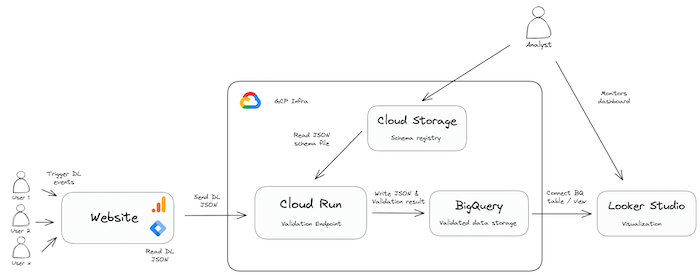 Analyst
GCP Infra
Monitors
dashboard
Cloud Storage
Schema registry
Read JSON
schema file
Trigger DL
events
User 1
User 2
User x
Website
Read DL
JSON
Send DL
JSON
Cloud Run
Validation Endpoint
Write JSON &
Validation result
BigQuery
Validated data storage
Connect BQ
table / view
Looker Studio
Visualization